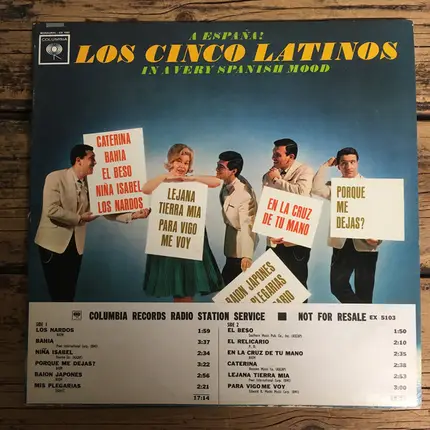 COLUMBIA
A ESPAÑA!
LOS CINCO LATINOS
IN A VERY SPANISH MOOD
CATERINA
BAHIA
EL BESO
NIÑA ISABEL
LOS NARDOS
LEJANA
TIERRA MIA
PARA VIGO
ME VOY
EN LA CRUZ
DE TU MANO
PORQUE
ME
DEJAS?
BAION JAPONES
PLEGARIAS
COLUMBIA RECORDS RADIO STATION SERVICE NOT FOR RESALE EX 5103
SIDE 1
LOS NARDOS 1:59
BAHIA 3:37
NIÑA ISABEL 2:34
PORQUE ME DEJAS? 3:22
BAION JAPONES 2:56
MIS PLEGARIAS 2:21
17:14
SIDE 2
EL BESO 1:50
EL RELICARIO 2:10
EN LA CRUZ DE TU MANO 2:35
CATERINA 2:38
LEJANA TIERRA MIA 2:53
PARA VIGO ME VOY 3:00